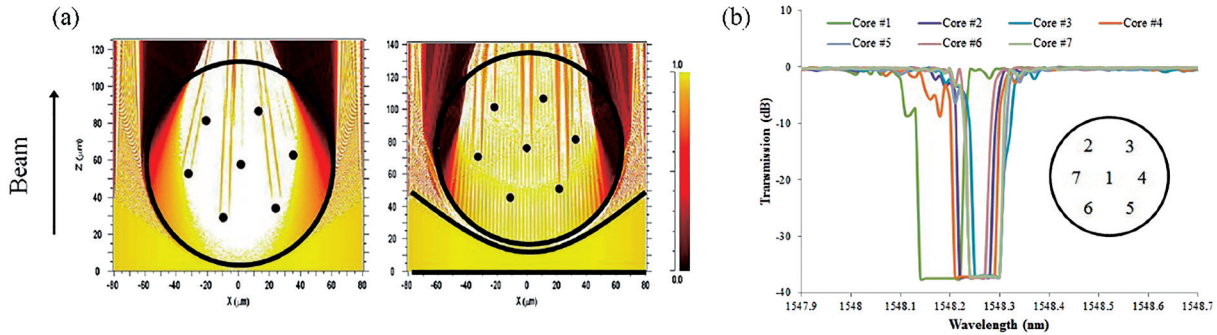 (a)
Beam
120
100
80
60
40
20
0
Z (μm)
-80 -60 -40 -20 0 20 40 60 80
X (μm)
140
120
100
80
60
40
20
0
-80 -60 -40 -20 0 20 40 60 80
X (μm)
1.0
0.0
(b)
Core #1 Core #2 Core #3 Core #4
Core #5 Core #6 Core #7
0
-10
-20
-30
-40
Transmission (dB)
2 3
7 1 4
6 5
1547.9 1548 1548.1 1548.2 1548.3 1548.4 1548.5 1548.6 1548.7
Wavelength (nm)